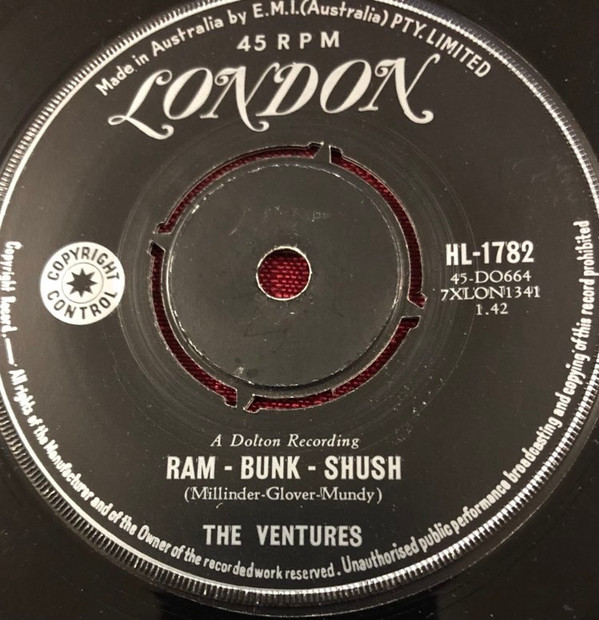 Made in Australia by E.M.I.(Australia) PTY. LIMITED
45 RPM
LONDON
COPYRIGHT
CONTROL
HL-1782
45-DO664
7XLON1341
1.42
A Dolton Recording
RAM - BUNK - SHUSH
(Millinder-Glover-Mundy)
THE VENTURES
Copyright Record. — All rights of the Manufacturer and of the Owner of the recorded work reserved. Unauthorised public performance broadcasting and copying of this record prohibited